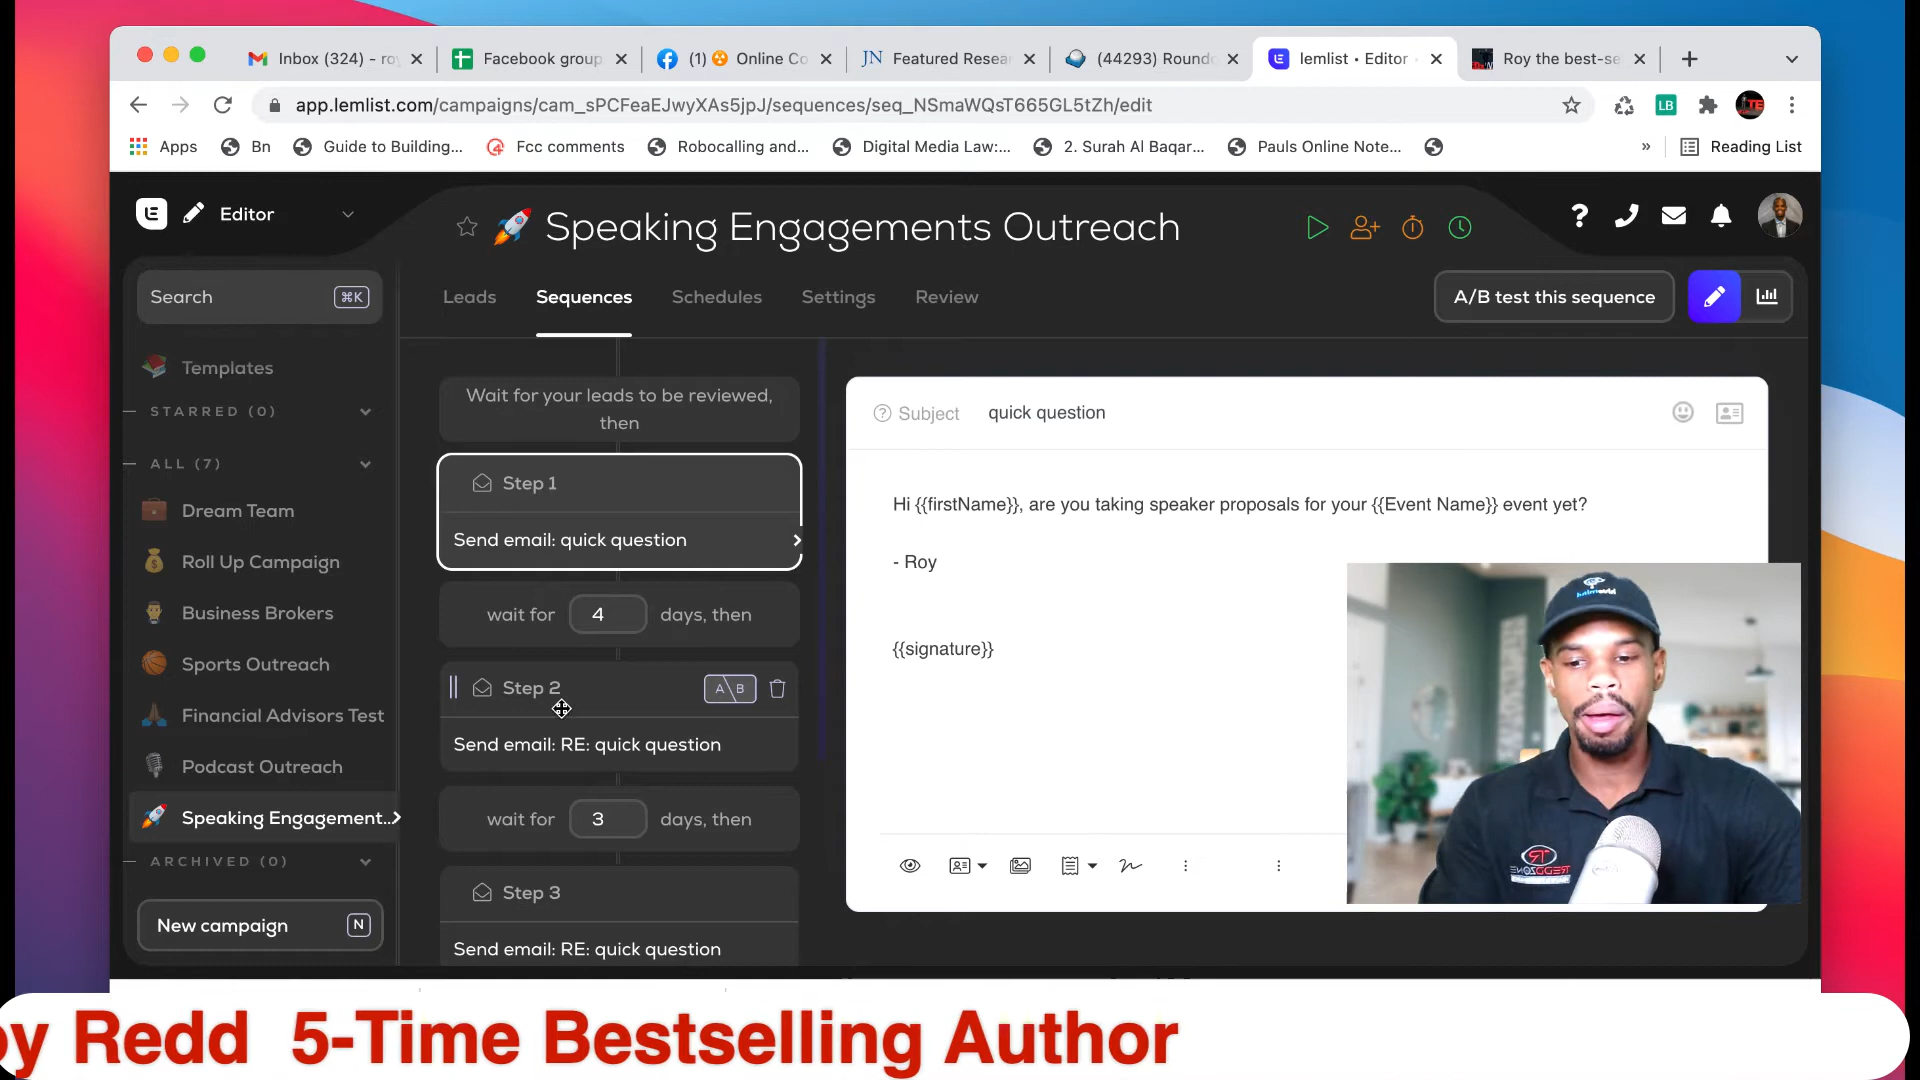 Inbox (324) - roy
Facebook group
(1) Online Co
JN Featured Resear
(44293) Round
lemlist • Editor
Roy the best-se
app.lemlist.com/campaigns/cam_sPCFeaEJwyXAs5jpJ/sequences/seq_NSmaWQsT665GL5tZh/edit
LB
Apps
Bn
Guide to Building...
Fcc comments
Robocalling and...
Digital Media Law:...
2. Surah Al Baqar...
Pauls Online Note...
»
Reading List
Editor
Speaking Engagements Outreach
Search
⌘K
Leads
Sequences
Schedules
Settings
Review
A/B test this sequence
Templates
STARRED (0)
ALL (7)
Dream Team
Roll Up Campaign
Business Brokers
Sports Outreach
Financial Advisors Test
Podcast Outreach
Speaking Engagement...
ARCHIVED (0)
New campaign
N
Wait for your leads to be reviewed,
then
Step 1
Send email: quick question
wait for 4 days, then
Step 2
A B
Send email: RE: quick question
wait for 3 days, then
Step 3
Send email: RE: quick question
Subject quick question
Hi {{firstName}}, are you taking speaker proposals for your {{Event Name}} event yet?
- Roy
{{signature}}
oy Redd 5-Time Bestselling Author